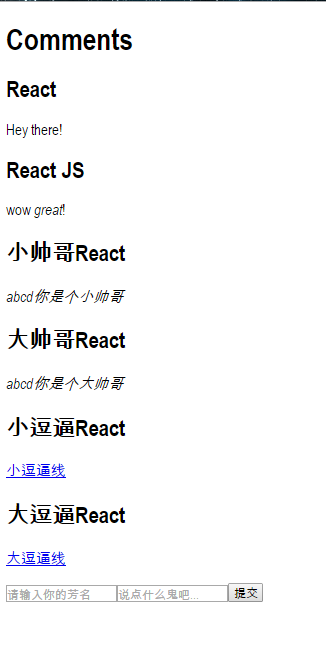 Comments
React
Hey there!
React JS
wow great!
小帅哥React
abcd你是个小帅哥
大帅哥React
abcd你是个大帅哥
小逗逼React
小逗逼线
大逗逼React
大逗逼线
请输入你的芳名 说点什么鬼吧... 提交